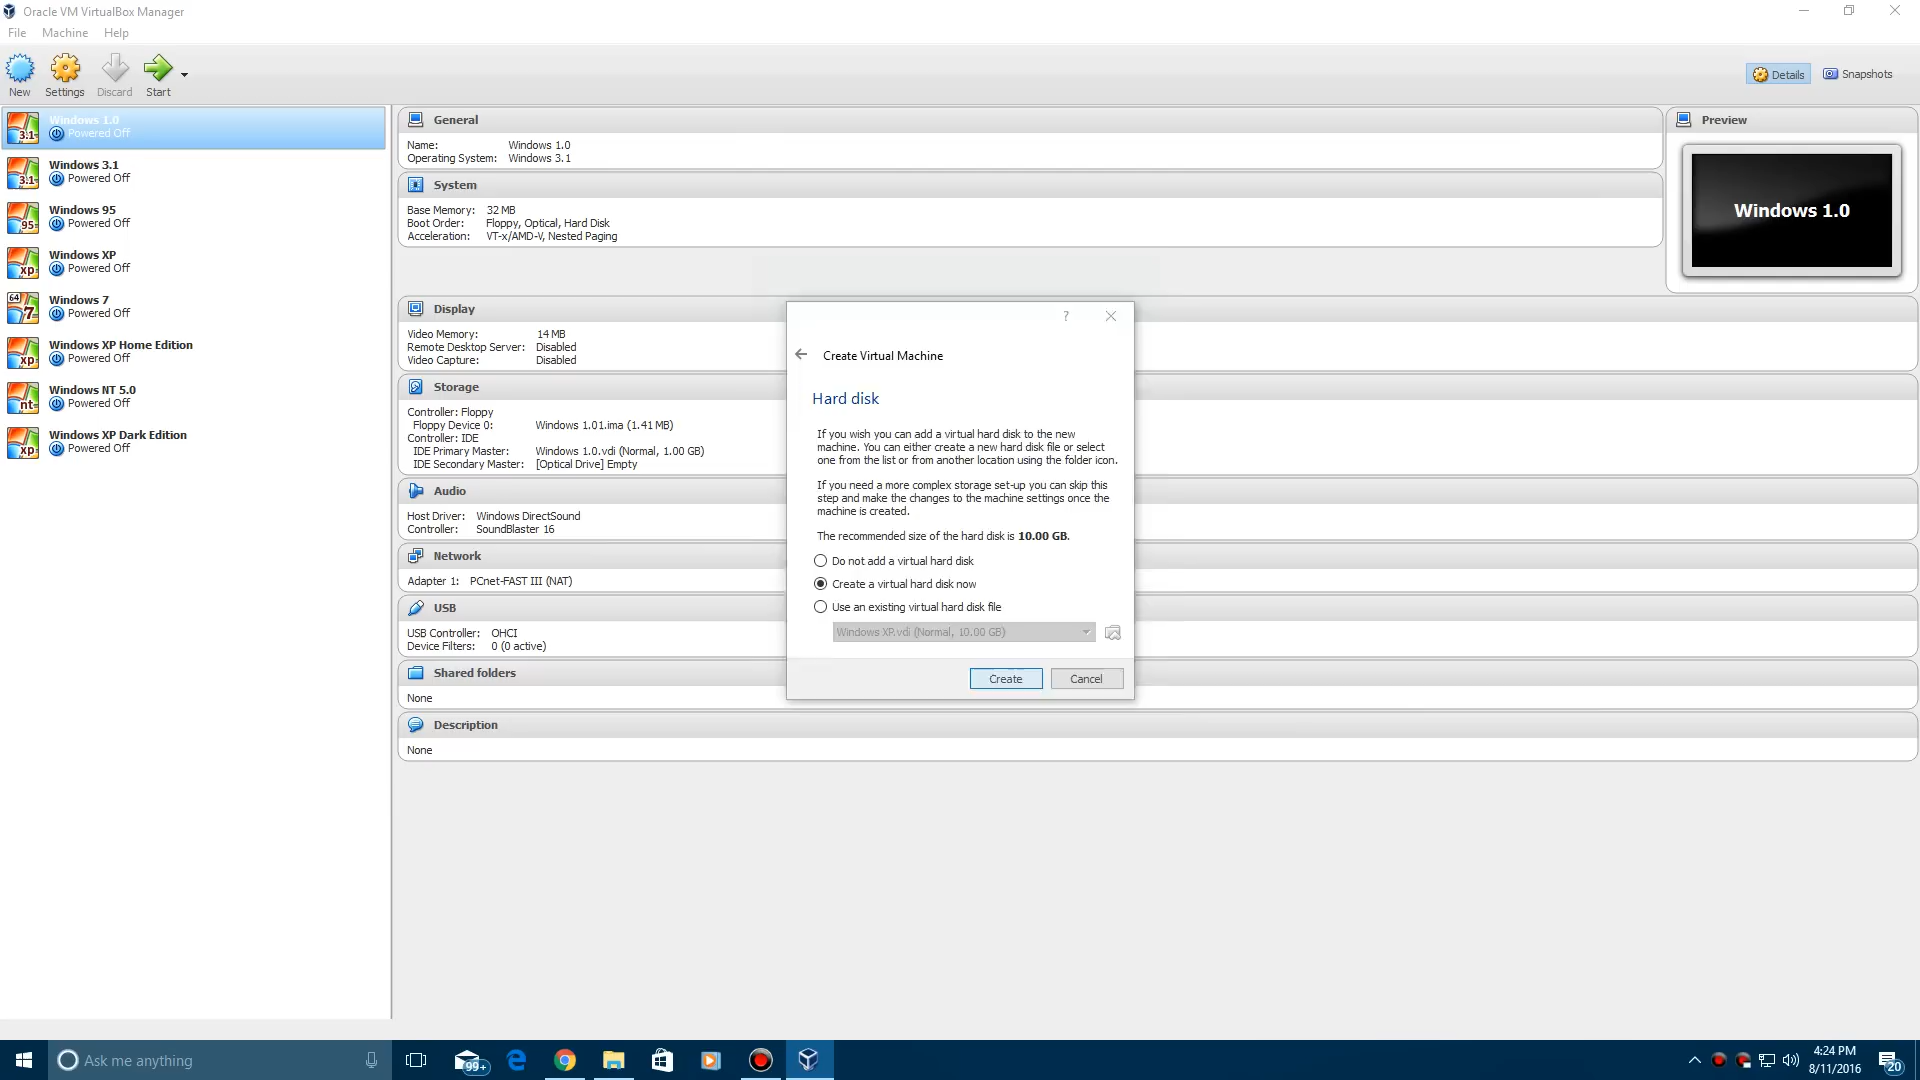 Oracle VM VirtualBox Manager
File Machine Help
New Settings Discard Start
Details Snapshots
Windows 1.0
Powered Off
Windows 3.1
Powered Off
Windows 95
Powered Off
Windows XP
Powered Off
Windows 7
Powered Off
Windows XP Home Edition
Powered Off
Windows NT 5.0
Powered Off
Windows XP Dark Edition
Powered Off
3.1
3.1
95
xp
64
7
xp
nt
xp
General
Name: Windows 1.0
Operating System: Windows 3.1
System
Base Memory: 32 MB
Boot Order: Floppy, Optical, Hard Disk
Acceleration: VT-x/AMD-V, Nested Paging
Preview
Windows 1.0
Display
Video Memory: 14 MB
Remote Desktop Server: Disabled
Video Capture: Disabled
Storage
Controller: Floppy
Floppy Device 0: Windows 1.01.ima (1.41 MB)
Controller: IDE
IDE Primary Master: Windows 1.0.vdi (Normal, 1.00 GB)
IDE Secondary Master: [Optical Drive] Empty
Audio
Host Driver: Windows DirectSound
Controller: SoundBlaster 16
Network
Adapter 1: PCnet-FAST III (NAT)
USB
USB Controller: OHCI
Device Filters: 0 (0 active)
Shared folders
None
Description
None
?
Create Virtual Machine
Hard disk
If you wish you can add a virtual hard disk to the new
machine. You can either create a new hard disk file or select
one from the list or from another location using the folder icon.
If you need a more complex storage set-up you can skip this
step and make the changes to the machine settings once the
machine is created.
The recommended size of the hard disk is 10.00 GB.
Do not add a virtual hard disk
Create a virtual hard disk now
Use an existing virtual hard disk file
Windows XP.vdi (Normal, 10.00 GB)
Create Cancel
Ask me anything
99+
4:24 PM
8/11/2016
20